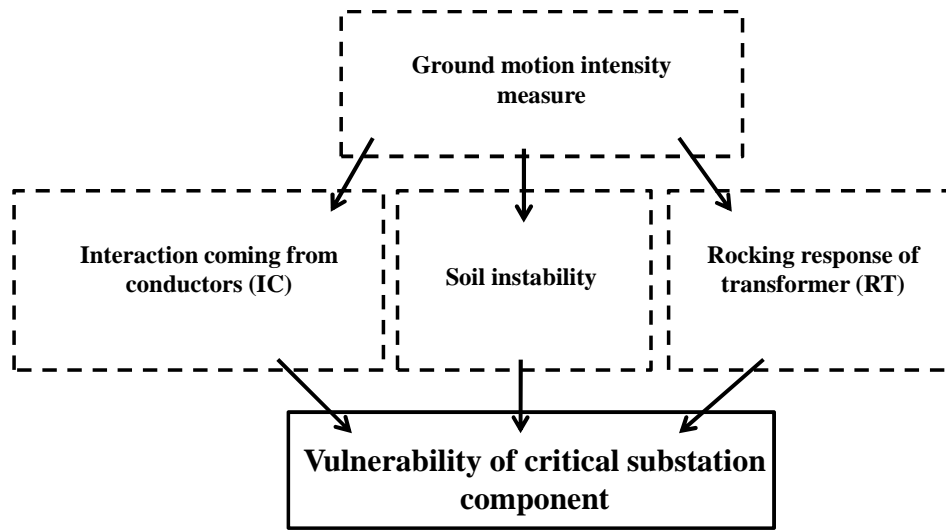 Ground motion intensity
measure
Interaction coming from
conductors (IC)
Soil instability
Rocking response of
transformer (RT)
Vulnerability of critical substation
component